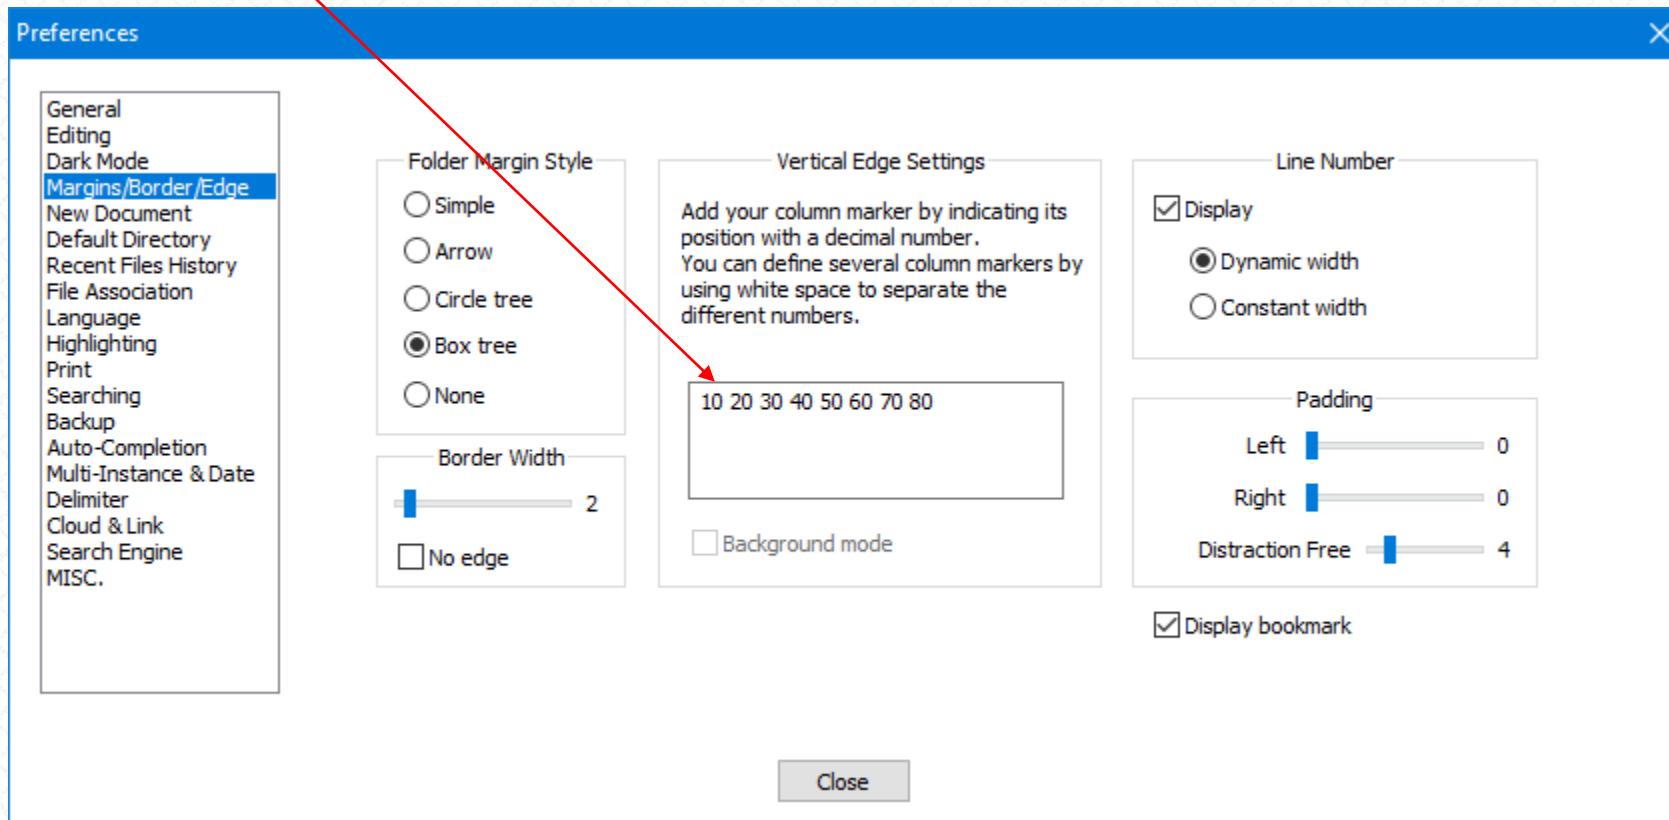 Preferences
General
Editing
Dark Mode
Margins/Border/Edge
New Document
Default Directory
Recent Files History
File Association
Language
Highlighting
Print
Searching
Backup
Auto-Completion
Multi-Instance & Date
Delimiter
Cloud & Link
Search Engine
MISC.
Folder Margin Style
Simple
Arrow
Circle tree
Box tree
None
Border Width
2
No edge
Vertical Edge Settings
Add your column marker by indicating its
position with a decimal number.
You can define several column markers by
using white space to separate the
different numbers.
10 20 30 40 50 60 70 80
Background mode
Line Number
Display
Dynamic width
Constant width
Padding
Left 0
Right 0
Distraction Free 4
Display bookmark
Close